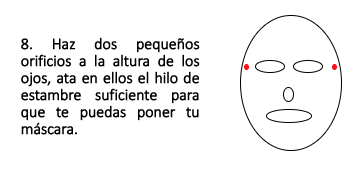 8. Haz dos pequeños
orificios a la altura de los
ojos, ata en ellos el hilo de
estambre suficiente para
que te puedas poner tu
máscara.